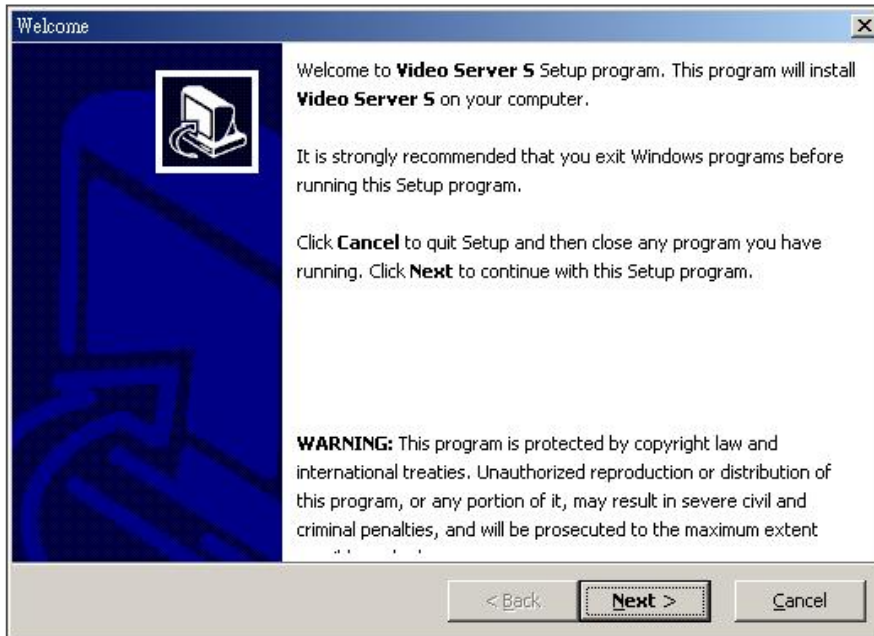 Welcome
Welcome to Video Server S Setup program. This program will install
Video Server S on your computer.
It is strongly recommended that you exit Windows programs before
running this Setup program.
Click Cancel to quit Setup and then close any program you have
running. Click Next to continue with this Setup program.
WARNING: This program is protected by copyright law and
international treaties. Unauthorized reproduction or distribution of
this program, or any portion of it, may result in severe civil and
criminal penalties, and will be prosecuted to the maximum extent
< Back
Next >
Cancel